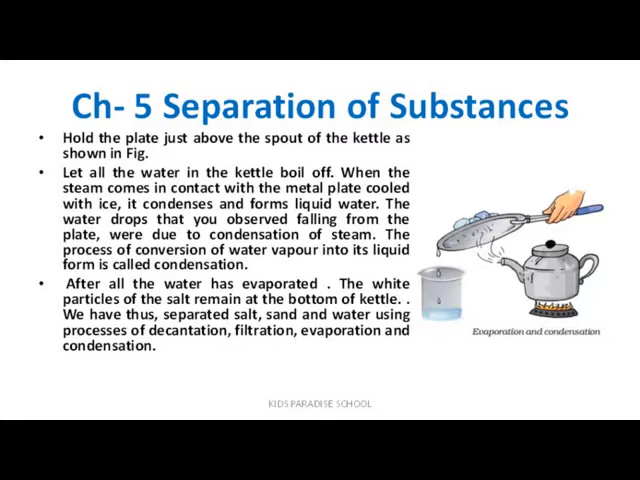 Ch- 5 Separation of Substances
• Hold the plate just above the spout of the kettle as
shown in Fig.
• Let all the water in the kettle boil off. When the
steam comes in contact with the metal plate cooled
with ice, it condenses and forms liquid water. The
water drops that you observed falling from the
plate, were due to condensation of steam. The
process of conversion of water vapour into its liquid
form is called condensation.
• After all the water has evaporated . The white
particles of the salt remain at the bottom of kettle. .
We have thus, separated salt, sand and water using
processes of decantation, filtration, evaporation and
condensation.
Evaporation and condensation
KIDS PARADISE SCHOOL